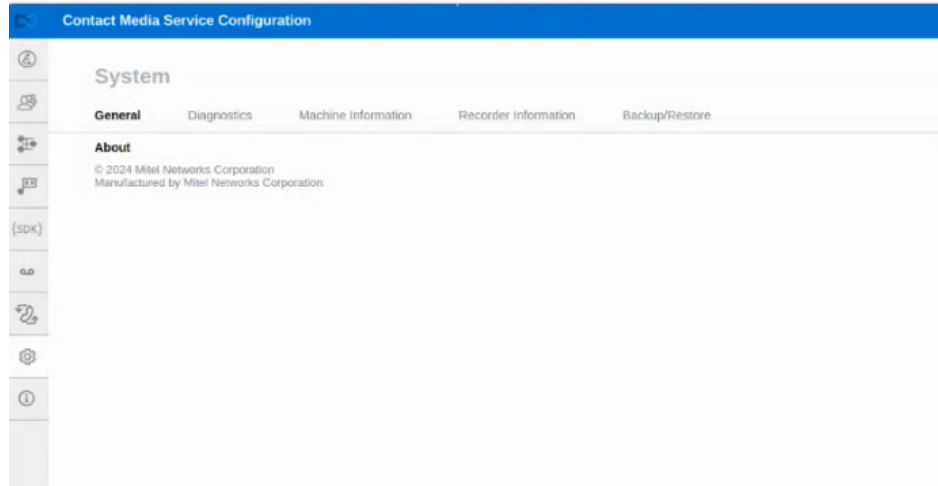 Contact Media Service Configuration
System
General Diagnostics Machine Information Recorder Information Backup/Restore
About
© 2024 Mitel Networks Corporation
Manufactured by Mitel Networks Corporation
{SDK}